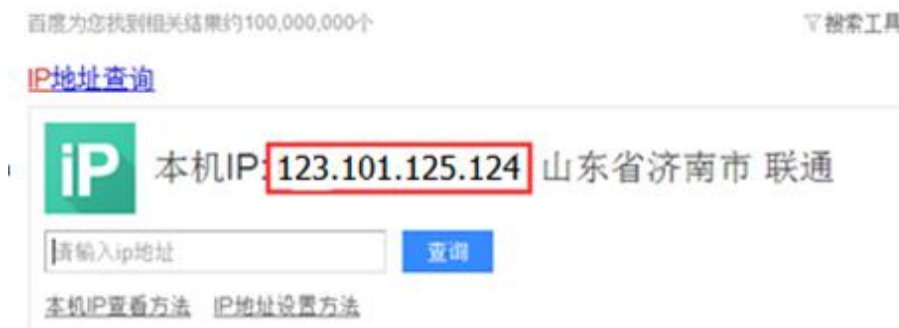 百度为您找到相关结果约100,000,000个 搜索工具
IP地址查询
iP 本机IP: 123.101.125.124 山东省济南市 联通
请输入ip地址 查询
本机IP查看方法 IP地址设置方法